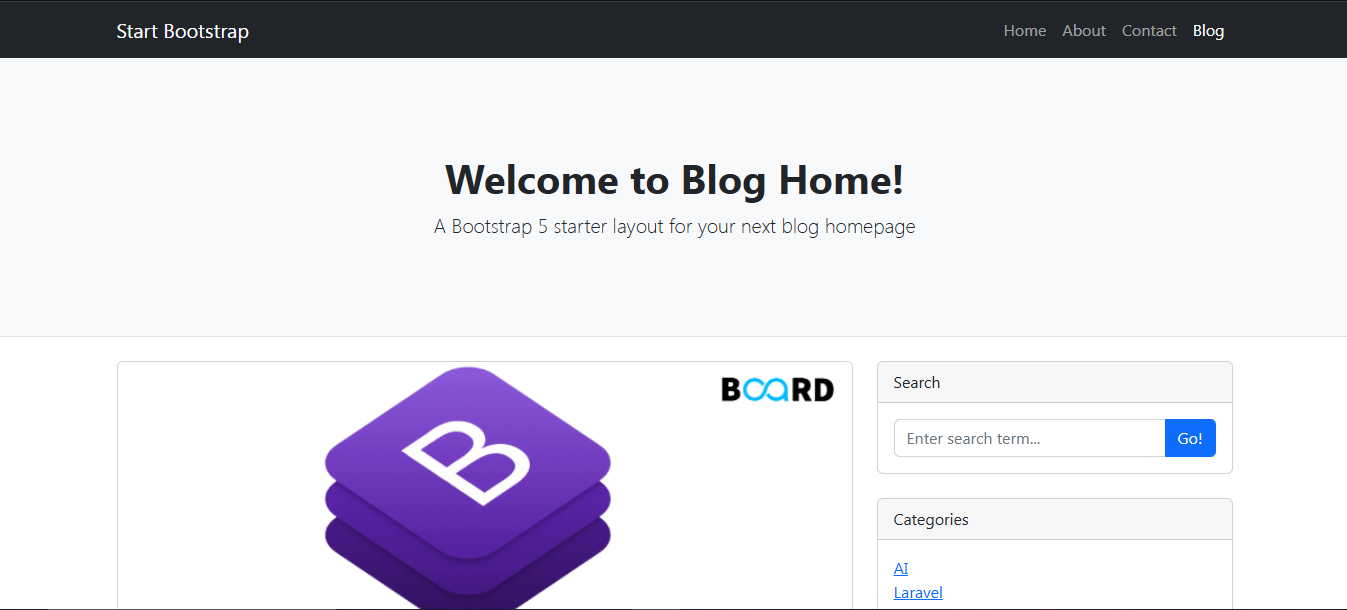 Start Bootstrap
Home About Contact Blog
Welcome to Blog Home!
A Bootstrap 5 starter layout for your next blog homepage
B
BOARD
Search
Enter search term...
Go!
Categories
AI
Laravel